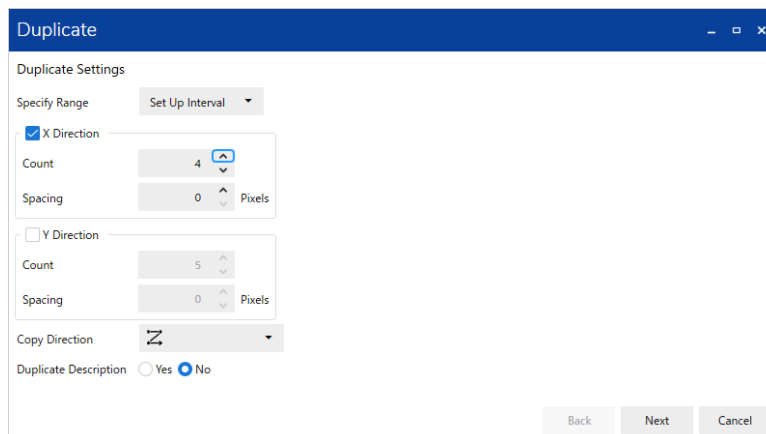 Duplicate
Duplicate Settings
Specify Range Set Up Interval
X Direction
Count 4
Spacing 0 Pixels
Y Direction
Count 5
Spacing 0 Pixels
Copy Direction
Duplicate Description Yes No
Back Next Cancel